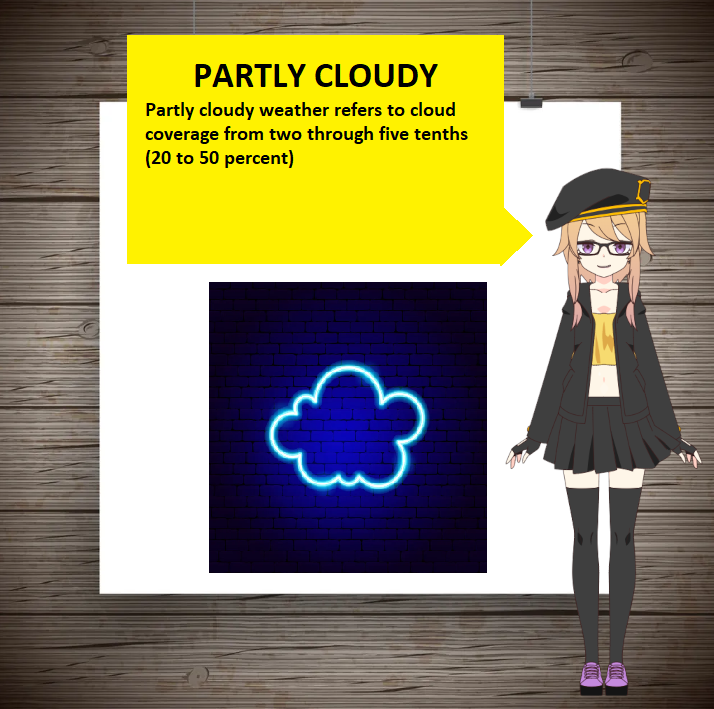 PARTLY CLOUDY
Partly cloudy weather refers to cloud
coverage from two through five tenths
(20 to 50 percent)